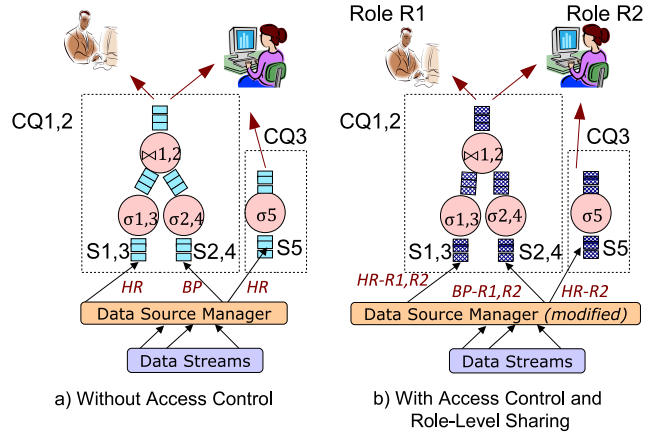 Role R1
Role R2
CQ1,2
CQ3
⋈1,2
σ1,3
σ2,4
σ5
S1,3
S2,4
S5
HR
BP
HR
Data Source Manager
Data Streams
a) Without Access Control
CQ1,2
CQ3
⋈1,2
σ1,3
σ2,4
σ5
S1,3
S2,4
S5
HR-R1,R2
BP-R1,R2
HR-R2
Data Source Manager (modified)
Data Streams
b) With Access Control and
Role-Level Sharing